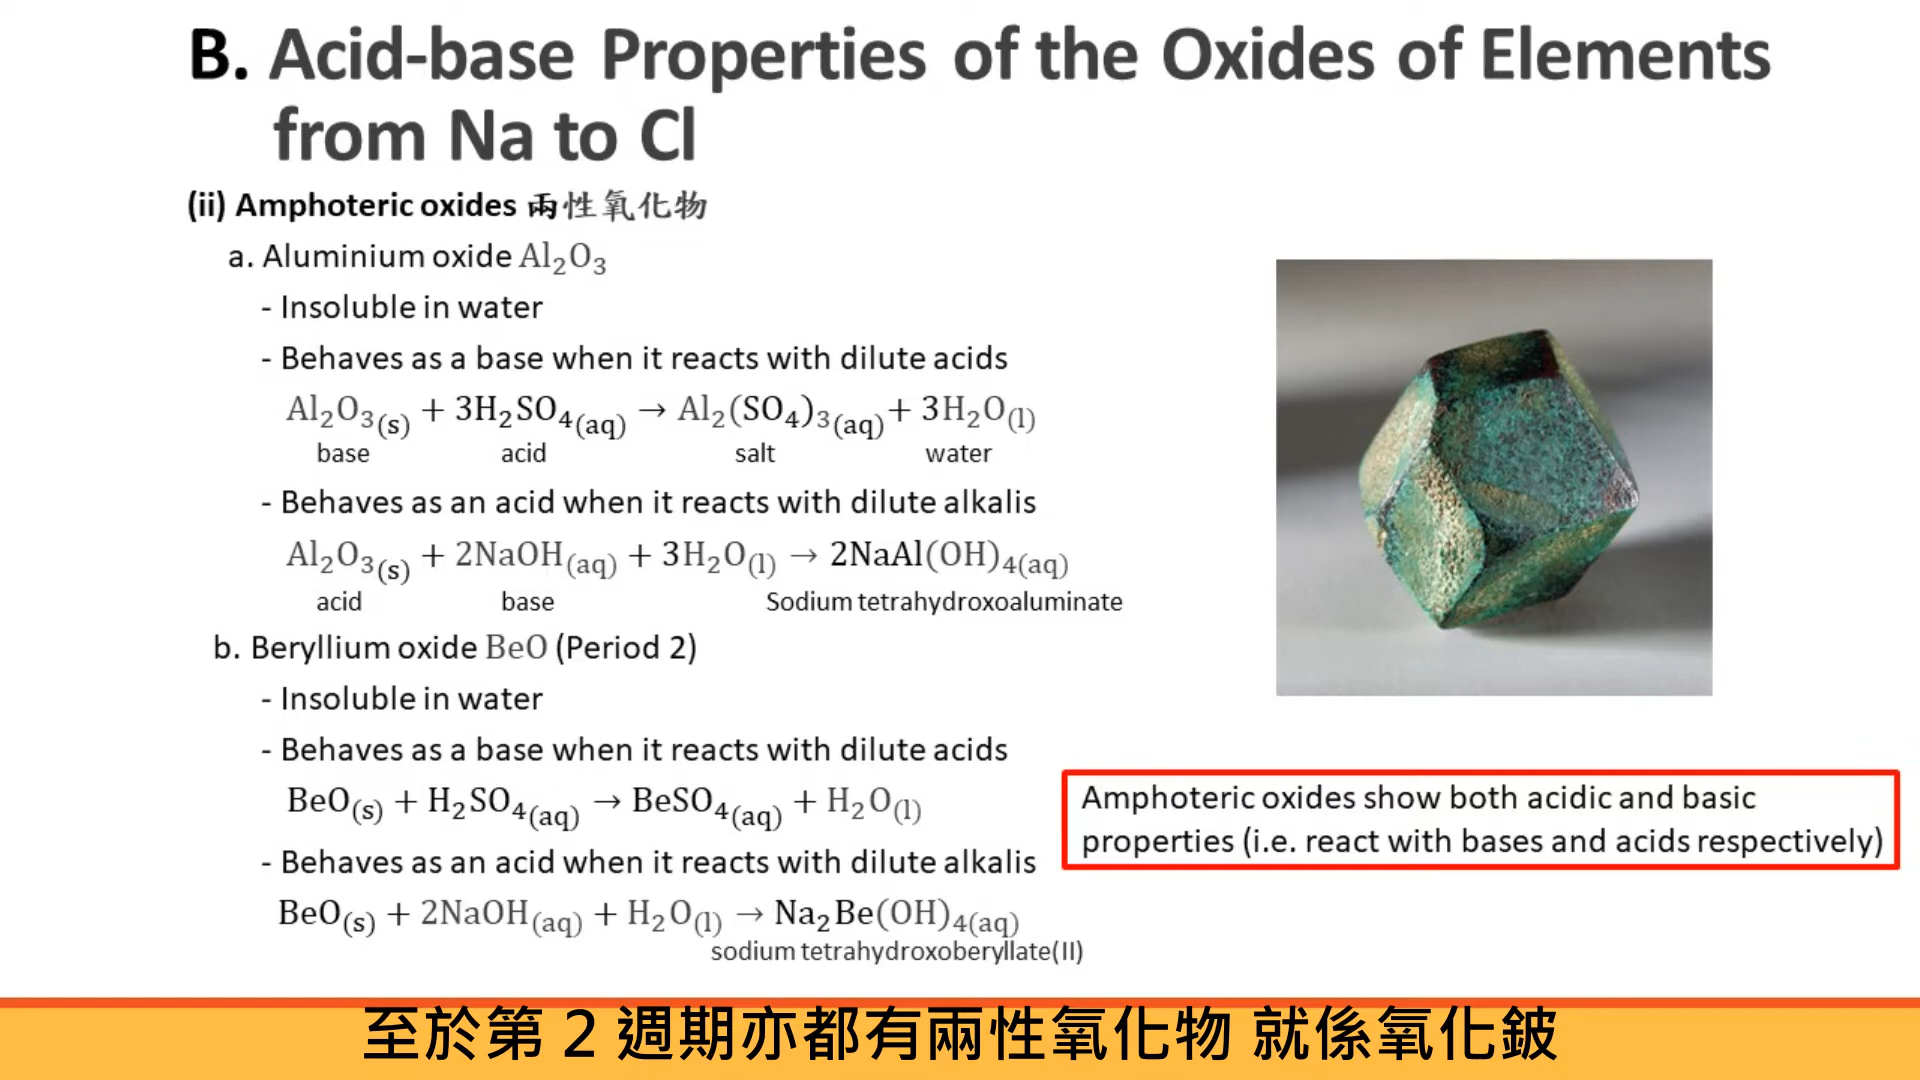 B. Acid-base Properties of the Oxides of Elements
from Na to Cl
(ii) Amphoteric oxides 兩性氧化物
a. Aluminium oxide Al₂O₃
- Insoluble in water
- Behaves as a base when it reacts with dilute acids
Al₂O₃(s) + 3H₂SO₄(aq) → Al₂(SO₄)₃(aq) + 3H₂O(l)
base acid salt water
- Behaves as an acid when it reacts with dilute alkalis
Al₂O₃(s) + 2NaOH(aq) + 3H₂O(l) → 2NaAl(OH)₄(aq)
acid base Sodium tetrahydroxoaluminate
b. Beryllium oxide BeO (Period 2)
- Insoluble in water
- Behaves as a base when it reacts with dilute acids
BeO(s) + H₂SO₄(aq) → BeSO₄(aq) + H₂O(l)
- Behaves as an acid when it reacts with dilute alkalis
BeO(s) + 2NaOH(aq) + H₂O(l) → Na₂Be(OH)₄(aq)
sodium tetrahydroxoberyllate(II)
Amphoteric oxides show both acidic and basic
properties (i.e. react with bases and acids respectively)
至於第 2 週期亦都有兩性氧化物 就係氧化鈹